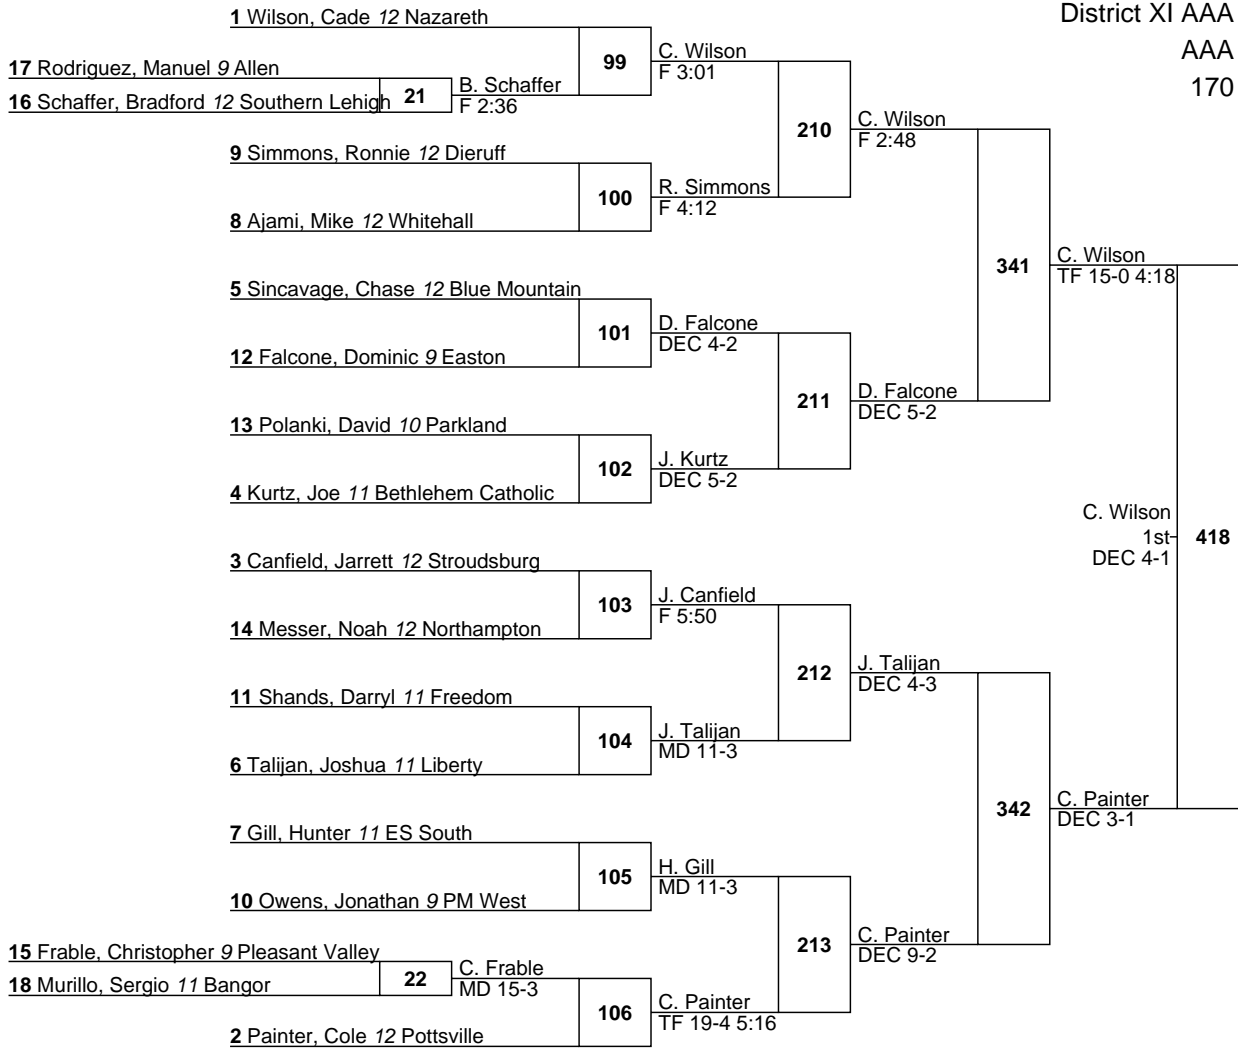 District XI AAA
AAA
170
1 Wilson, Cade 12 Nazareth
17 Rodriguez, Manuel 9 Allen
16 Schaffer, Bradford 12 Southern Lehigh
21
B. Schaffer
F 2:36
99
C. Wilson
F 3:01
9 Simmons, Ronnie 12 Dieruff
8 Ajami, Mike 12 Whitehall
100
R. Simmons
F 4:12
210
C. Wilson
F 2:48
5 Sincavage, Chase 12 Blue Mountain
12 Falcone, Dominic 9 Easton
101
D. Falcone
DEC 4-2
13 Polanki, David 10 Parkland
4 Kurtz, Joe 11 Bethlehem Catholic
102
J. Kurtz
DEC 5-2
211
D. Falcone
DEC 5-2
341
C. Wilson
TF 15-0 4:18
3 Canfield, Jarrett 12 Stroudsburg
14 Messer, Noah 12 Northampton
103
J. Canfield
F 5:50
11 Shands, Darryl 11 Freedom
6 Talijan, Joshua 11 Liberty
104
J. Talijan
MD 11-3
212
J. Talijan
DEC 4-3
7 Gill, Hunter 11 ES South
10 Owens, Jonathan 9 PM West
105
H. Gill
MD 11-3
15 Frable, Christopher 9 Pleasant Valley
18 Murillo, Sergio 11 Bangor
22
C. Frable
MD 15-3
2 Painter, Cole 12 Pottsville
106
C. Painter
TF 19-4 5:16
213
C. Painter
DEC 9-2
342
C. Painter
DEC 3-1
C. Wilson
1st
DEC 4-1
418